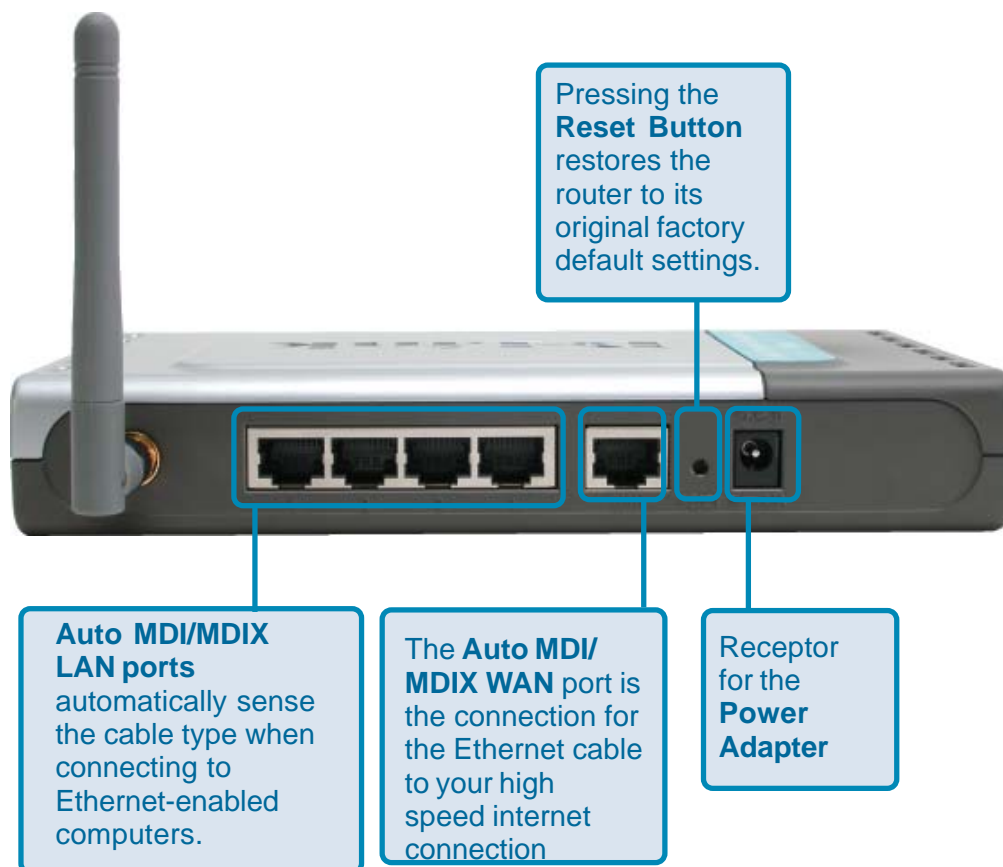 Pressing the
Reset Button
restores the
router to its
original factory
default settings.
Auto MDI/MDIX
LAN ports
automatically sense
the cable type when
connecting to
Ethernet-enabled
computers.
The Auto MDI/
MDIX WAN port is
the connection for
the Ethernet cable
to your high
speed internet
connection
Receptor
for the
Power
Adapter